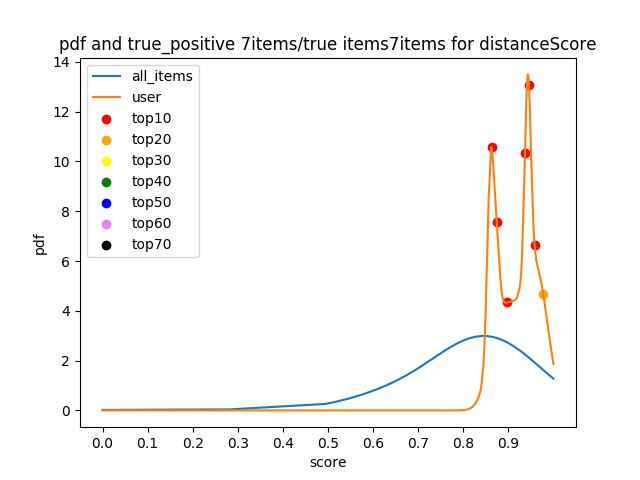 pdf and true_positive 7items/true items7items for distanceScore
14
12
10
8
6
4
2
0
pdf
all_items
user
top10
top20
top30
top40
top50
top60
top70
0.0 0.1 0.2 0.3 0.4 0.5 0.6 0.7 0.8 0.9
score